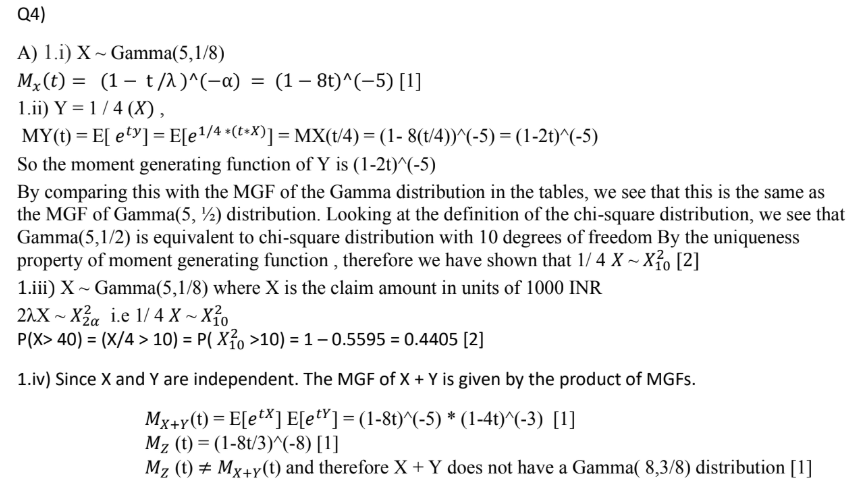 Q4)
A) 1.i) X ~ Gamma(5,1/8)
Mₓ(t) = (1 − t/λ)^(−α) = (1 − 8t)^(−5) [1]
1.ii) Y = 1 / 4 (X) ,
MY(t) = E[ eᵗʸ] = E[e^{1/4 *(t*X)}] = MX(t/4) = (1- 8(t/4))^(-5) = (1-2t)^(-5)
So the moment generating function of Y is (1-2t)^(-5)
By comparing this with the MGF of the Gamma distribution in the tables, we see that this is the same as
the MGF of Gamma(5, ½) distribution. Looking at the definition of the chi-square distribution, we see that
Gamma(5,1/2) is equivalent to chi-square distribution with 10 degrees of freedom By the uniqueness
property of moment generating function , therefore we have shown that 1/ 4 X ~ X²₁₀ [2]
1.iii) X ~ Gamma(5,1/8) where X is the claim amount in units of 1000 INR
2λX ~ X²_{2α} i.e 1/ 4 X ~ X²₁₀
P(X> 40) = (X/4 > 10) = P( X²₁₀ >10) = 1 – 0.5595 = 0.4405 [2]
1.iv) Since X and Y are independent. The MGF of X + Y is given by the product of MGFs.
M_{X+Y}(t) = E[e^{tX}] E[e^{tY}] = (1-8t)^(-5) * (1-4t)^(-3) [1]
M_Z (t) = (1-8t/3)^(-8) [1]
M_Z (t) ≠ M_{X+Y}(t) and therefore X + Y does not have a Gamma( 8,3/8) distribution [1]